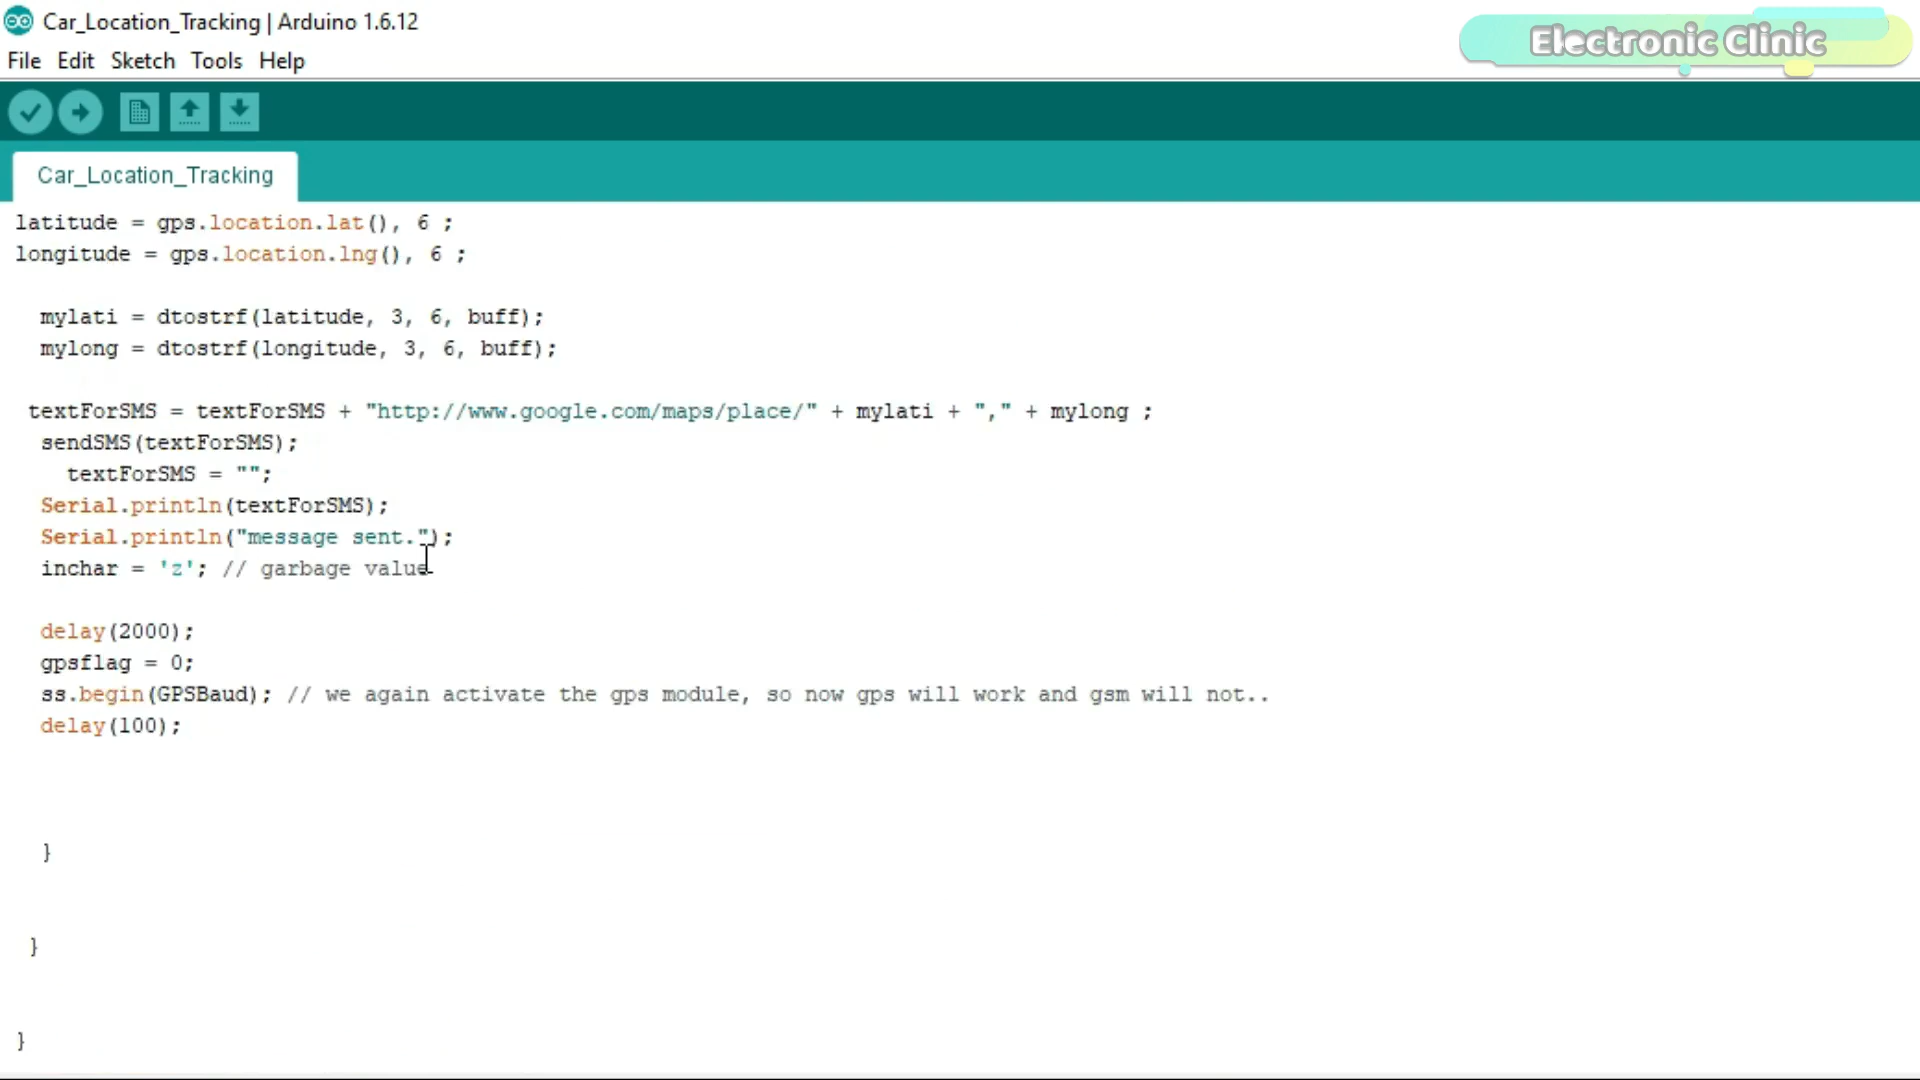 Car_Location_Tracking | Arduino 1.6.12
Electronic Clinic
File Edit Sketch Tools Help
Car_Location_Tracking
latitude = gps.location.lat(), 6 ;
longitude = gps.location.lng(), 6 ;
mylati = dtostrf(latitude, 3, 6, buff);
mylong = dtostrf(longitude, 3, 6, buff);
textForSMS = textForSMS + "http://www.google.com/maps/place/" + mylati + "," + mylong ;
sendSMS(textForSMS);
textForSMS = "";
Serial.println(textForSMS);
Serial.println("message sent.");
inchar = 'z'; // garbage value
delay(2000);
gpsflag = 0;
ss.begin(GPSBaud); // we again activate the gps module, so now gps will work and gsm will not..
delay(100);
}
}
}